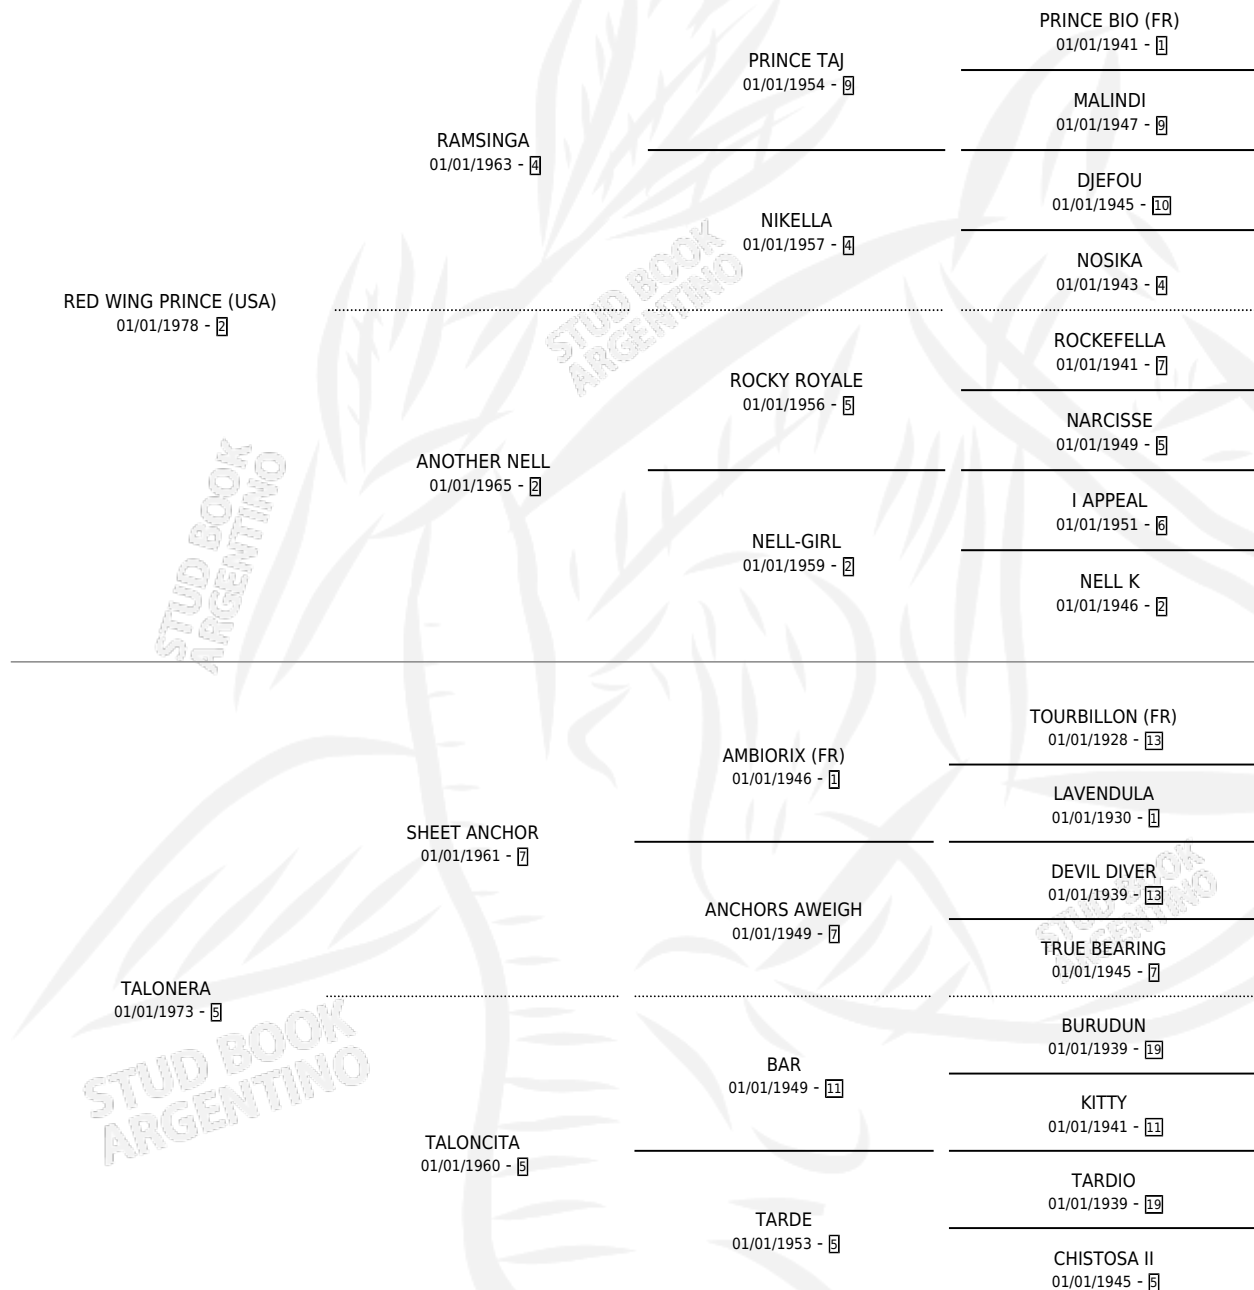 PRINCE BIO (FR)
01/01/1941 - 1
PRINCE TAJ
01/01/1954 - 9
MALINDI
01/01/1947 - 9
RAMSINGA
01/01/1963 - 4
DJEFOU
01/01/1945 - 10
NIKELLA
01/01/1957 - 4
NOSIKA
01/01/1943 - 4
RED WING PRINCE (USA)
01/01/1978 - 2
STUD BOOK
ARGENTINO
ROCKEFELLA
01/01/1941 - 7
ROCKY ROYALE
01/01/1956 - 5
NARCISSE
01/01/1949 - 5
ANOTHER NELL
01/01/1965 - 2
I APPEAL
01/01/1951 - 6
NELL-GIRL
01/01/1959 - 2
NELL K
01/01/1946 - 2
STUD BOOK
ARGENTINO
TOURBILLON (FR)
01/01/1928 - 13
AMBIORIX (FR)
01/01/1946 - 1
LAVENDULA
01/01/1930 - 1
SHEET ANCHOR
01/01/1961 - 7
DEVIL DIVER
01/01/1939 - 13
ANCHORS AWEIGH
01/01/1949 - 7
STUD BOOK
ARGENTINO
TRUE BEARING
01/01/1945 - 7
TALONERA
01/01/1973 - 5
BURUDUN
01/01/1939 - 19
BAR
01/01/1949 - 11
KITTY
01/01/1941 - 11
STUD BOOK
ARGENTINO
TALONCITA
01/01/1960 - 5
TARDIO
01/01/1939 - 19
TARDE
01/01/1953 - 5
CHISTOSA II
01/01/1945 - 5